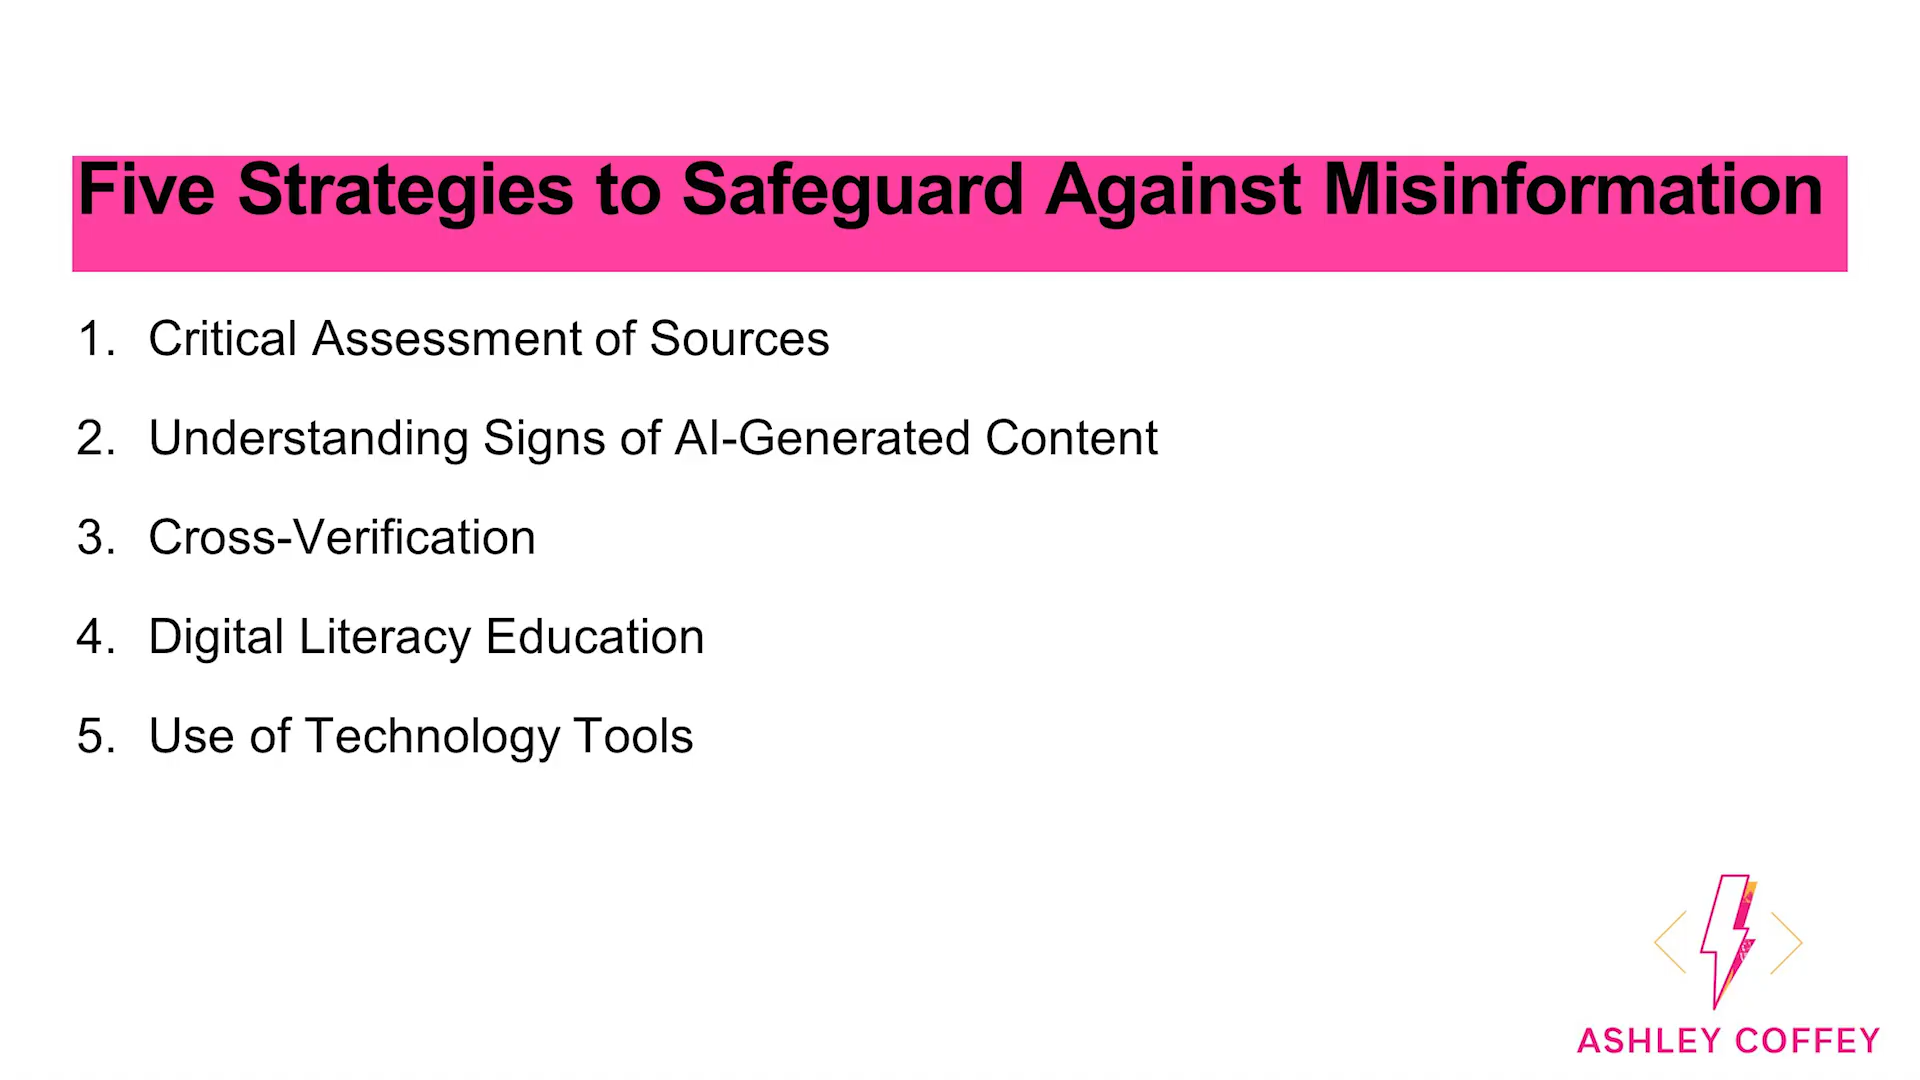 Five Strategies to Safeguard Against Misinformation
1. Critical Assessment of Sources
2. Understanding Signs of AI-Generated Content
3. Cross-Verification
4. Digital Literacy Education
5. Use of Technology Tools
ASHLEY COFFEY